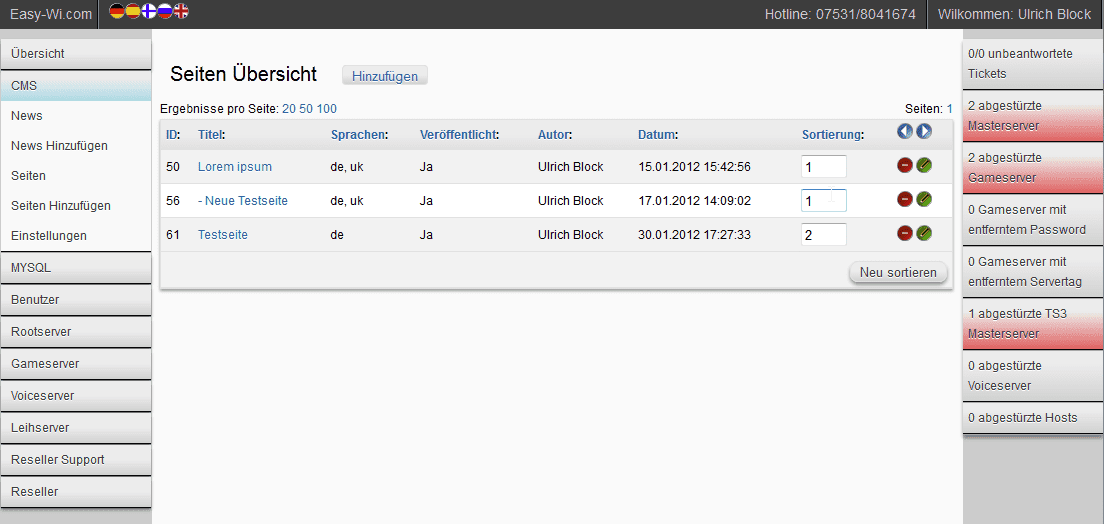 Easy-Wi.com
Hotline: 07531/8041674
Wilkommen: Ulrich Block
Übersicht
CMS
News
News Hinzufügen
Seiten
Seiten Hinzufügen
Einstellungen
MYSQL
Benutzer
Rootserver
Gameserver
Voiceserver
Leihserver
Reseller Support
Reseller
Seiten Übersicht Hinzufügen
Ergebnisse pro Seite: 20 50 100 Seiten: 1
ID: Titel: Sprachen: Veröffentlicht: Autor: Datum: Sortierung:
50 Lorem ipsum de, uk Ja Ulrich Block 15.01.2012 15:42:56 1
56 - Neue Testseite de, uk Ja Ulrich Block 17.01.2012 14:09:02 1
61 Testseite de Ja Ulrich Block 30.01.2012 17:27:33 2
Neu sortieren
0/0 unbeantwortete
Tickets
2 abgestürzte
Masterserver
2 abgestürzte
Gameserver
0 Gameserver mit
entferntem Password
0 Gameserver mit
entferntem Servertag
1 abgestürzte TS3
Masterserver
0 abgestürzte
Voiceserver
0 abgestürzte Hosts